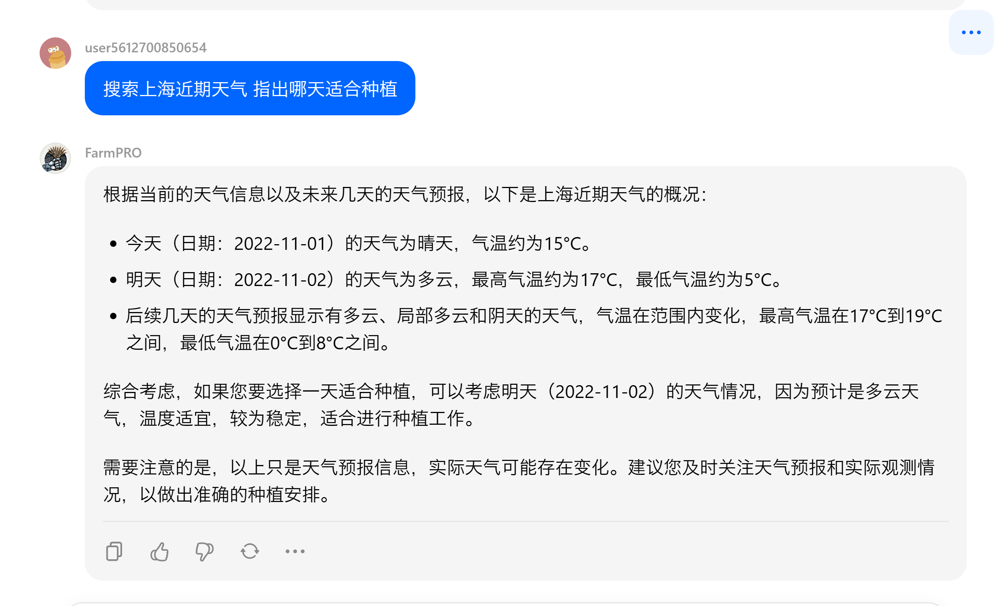 user5612700850654
搜索上海近期天气 指出哪天适合种植
FarmPRO
根据当前的天气信息以及未来几天的天气预报，以下是上海近期天气的概况：
今天（日期：2022-11-01）的天气为晴天，气温约为15°C。
明天（日期：2022-11-02）的天气为多云，最高气温约为17°C，最低气温约为5°C。
后续几天的天气预报显示有多云、局部多云和阴天的天气，气温在范围内变化，最高气温在17°C到19°C
之间，最低气温在0°C到8°C之间。
综合考虑，如果您要选择一天适合种植，可以考虑明天（2022-11-02）的天气情况，因为预计是多云天
气，温度适宜，较为稳定，适合进行种植工作。
需要注意的是，以上只是天气预报信息，实际天气可能存在变化。建议您及时关注天气预报和实际观测情
况，以做出准确的种植安排。